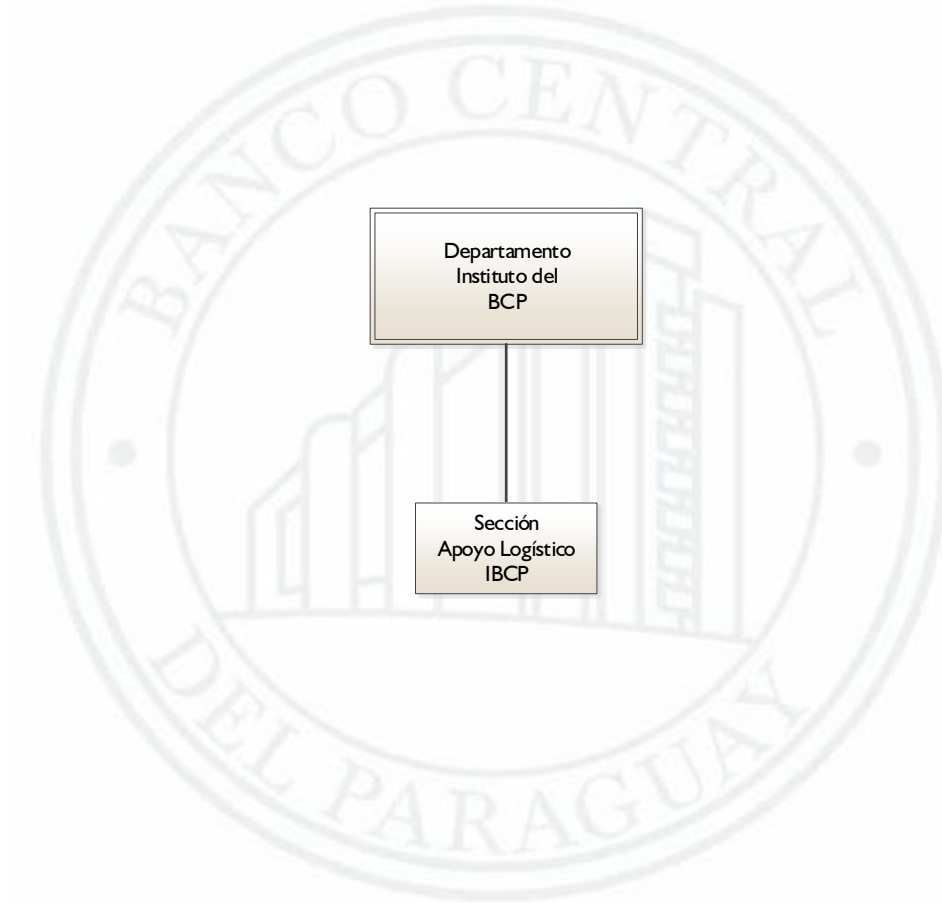 BANCO CENTRAL
DEL PARAGUAY
Departamento
Instituto del
BCP
Sección
Apoyo Logístico
IBCP